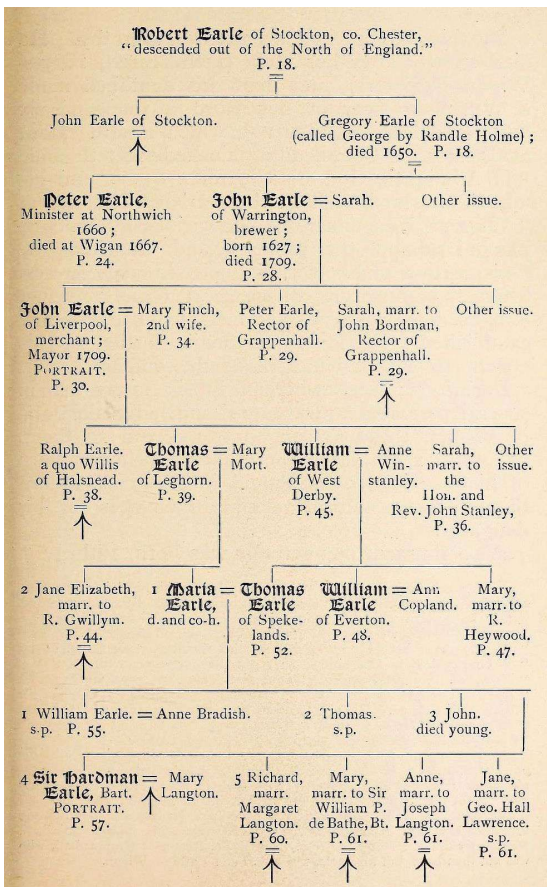 Robert Earle of Stockton, co. Chester,
"descended out of the North of England."
P. 18.
John Earle of Stockton.
Gregory Earle of Stockton
(called George by Randle Holme) ;
died 1650. P. 18.
Peter Earle,
Minister at Northwich
1660 ;
died at Wigan 1667.
P. 24.
John Earle = Sarah.
of Warrington,
brewer ;
born 1627 ;
died 1709.
P. 28.
Other issue.
John Earle = Mary Finch,
of Liverpool,
merchant ;
Mayor 1709.
PORTRAIT.
P. 30.
2nd wife.
P. 34.
Peter Earle,
Rector of
Grappenhall.
P. 29.
Sarah, marr. to
John Bordman,
Rector of
Grappenhall.
P. 29.
Other issue.
Ralph Earle.
a quo Willis
of Halsnead.
P. 38.
Thomas = Mary
Earle Mort.
of Leghorn.
P. 39.
William = Anne
Earle Win-
of West stanley.
Derby.
P. 45.
Sarah,
marr. to
the
Hon. and
Rev. John Stanley,
P. 36.
Other
issue.
2 Jane Elizabeth,
marr. to
R. Gwillym.
P. 44.
1 Maria = Thomas
Earle, Earle
d. and co-h. of Speke-
lands.
P. 52.
William = Ann
Earle Copland.
of Everton.
P. 48.
Mary,
marr. to
R.
Heywood.
P. 47.
1 William Earle. = Anne Bradish.
s.p. P. 55.
2 Thomas.
s.p.
3 John.
died young.
4 Sir Hardman = Mary
Earle, Bart. Langton.
PORTRAIT.
P. 57.
5 Richard,
marr.
Margaret
Langton.
P. 60.
Mary,
marr. to Sir
William P.
de Bathe, Bt.
P. 61.
Anne,
marr. to
Joseph
Langton.
P. 61.
Jane,
marr. to
Geo. Hall
Lawrence.
s.p.
P. 61.